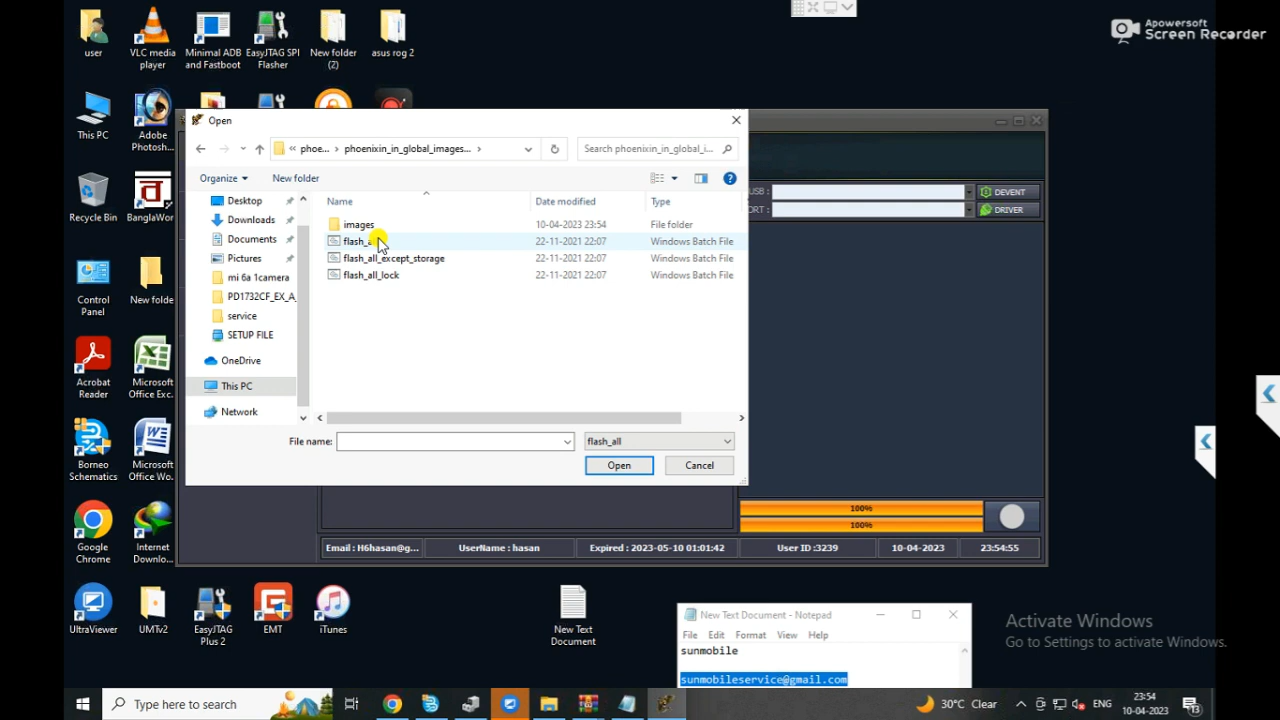 user
VLC media
player
Minimal ADB
and Fastboot
EasyJTAG SPI
Flasher
New folder
(2)
asus rog 2
Apowersoft
Screen Recorder
This PC
Adobe
Photosh...
Recycle Bin
BanglaWord
Control
Panel
New folder
Acrobat
Reader
Microsoft
Office Exc...
Borneo
Schematics
Microsoft
Office Wo...
Google
Chrome
Internet
Downlo...
UltraViewer
UMTv2
EasyJTAG
Plus 2
EMT
iTunes
New Text
Document
Open
« phoe... › phoenixin_in_global_images... ›
Search phoenixin_in_global_i...
Organize
New folder
Desktop
Downloads
Documents
Pictures
mi 6a 1camera
PD1732CF_EX_A_
service
SETUP FILE
OneDrive
This PC
Network
Name Date modified Type
images 10-04-2023 23:54 File folder
22-11-2021 22:07 Windows Batch File
flash_all_except_storage 22-11-2021 22:07 Windows Batch File
flash_all_lock 22-11-2021 22:07 Windows Batch File
File name:
flash_all
Open
Cancel
USB :
DEVENT
DRIVER
100%
100%
Email : H6hasan@g... UserName : hasan Expired : 2023-05-10 01:01:42 User ID :3239 10-04-2023 23:54:55
New Text Document - Notepad
File Edit Format View Help
sunmobile
sunmobileservice@gmail.com
Activate Windows
Go to Settings to activate Windows.
Type here to search
30°C Clear
ENG
23:54
10-04-2023